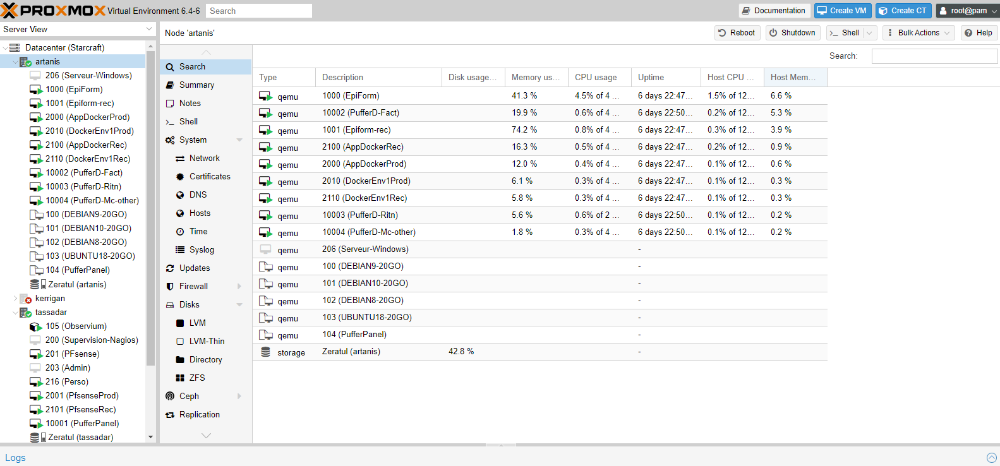 PROXMOX Virtual Environment 6.4-6 Search Documentation Create VM Create CT root@pam
Server View
Node 'artanis' Reboot Shutdown Shell Bulk Actions Help
Datacenter (Starcraft)
artanis
206 (Serveur-Windows)
1000 (EpiForm)
1001 (Epiform-rec)
2000 (AppDockerProd)
2010 (DockerEnv1Prod)
2100 (AppDockerRec)
2110 (DockerEnv1Rec)
10002 (PufferD-Fact)
10003 (PufferD-Ritn)
10004 (PufferD-Mc-other)
100 (DEBIAN9-20GO)
101 (DEBIAN10-20GO)
102 (DEBIAN8-20GO)
103 (UBUNTU18-20GO)
104 (PufferPanel)
Zeratul (artanis)
kerrigan
tassadar
105 (Observium)
200 (Supervision-Nagios)
201 (PFsense)
203 (Admin)
216 (Perso)
2001 (PfsenseProd)
2101 (PfsenseRec)
10001 (PufferPanel)
Zeratul (tassadar)
Search
Summary
Notes
Shell
System
Network
Certificates
DNS
Hosts
Time
Syslog
Updates
Firewall
Disks
LVM
LVM-Thin
Directory
ZFS
Ceph
Replication
Search:
Type Description Disk usage... Memory us... CPU usage Uptime Host CPU ... Host Mem...
qemu 1000 (EpiForm) 41.3 % 4.5% of 4 ... 6 days 22:47... 1.5% of 12... 6.6 %
qemu 10002 (PufferD-Fact) 19.9 % 0.6% of 4 ... 6 days 22:50... 0.2% of 12... 5.3 %
qemu 1001 (Epiform-rec) 74.2 % 0.8% of 4 ... 6 days 22:47... 0.3% of 12... 3.9 %
qemu 2100 (AppDockerRec) 16.3 % 0.5% of 4 ... 6 days 22:47... 0.2% of 12... 0.9 %
qemu 2000 (AppDockerProd) 12.0 % 0.4% of 4 ... 6 days 22:47... 0.1% of 12... 0.6 %
qemu 2010 (DockerEnv1Prod) 6.1 % 0.3% of 4 ... 6 days 22:47... 0.1% of 12... 0.3 %
qemu 2110 (DockerEnv1Rec) 5.8 % 0.3% of 4 ... 6 days 22:47... 0.1% of 12... 0.3 %
qemu 10003 (PufferD-Ritn) 5.6 % 0.6% of 2 ... 6 days 22:50... 0.1% of 12... 0.2 %
qemu 10004 (PufferD-Mc-other) 1.8 % 0.3% of 4 ... 6 days 22:50... 0.1% of 12... 0.2 %
qemu 206 (Serveur-Windows) -
qemu 100 (DEBIAN9-20GO) -
qemu 101 (DEBIAN10-20GO) -
qemu 102 (DEBIAN8-20GO) -
qemu 103 (UBUNTU18-20GO) -
qemu 104 (PufferPanel) -
storage Zeratul (artanis) 42.8 % -
Logs